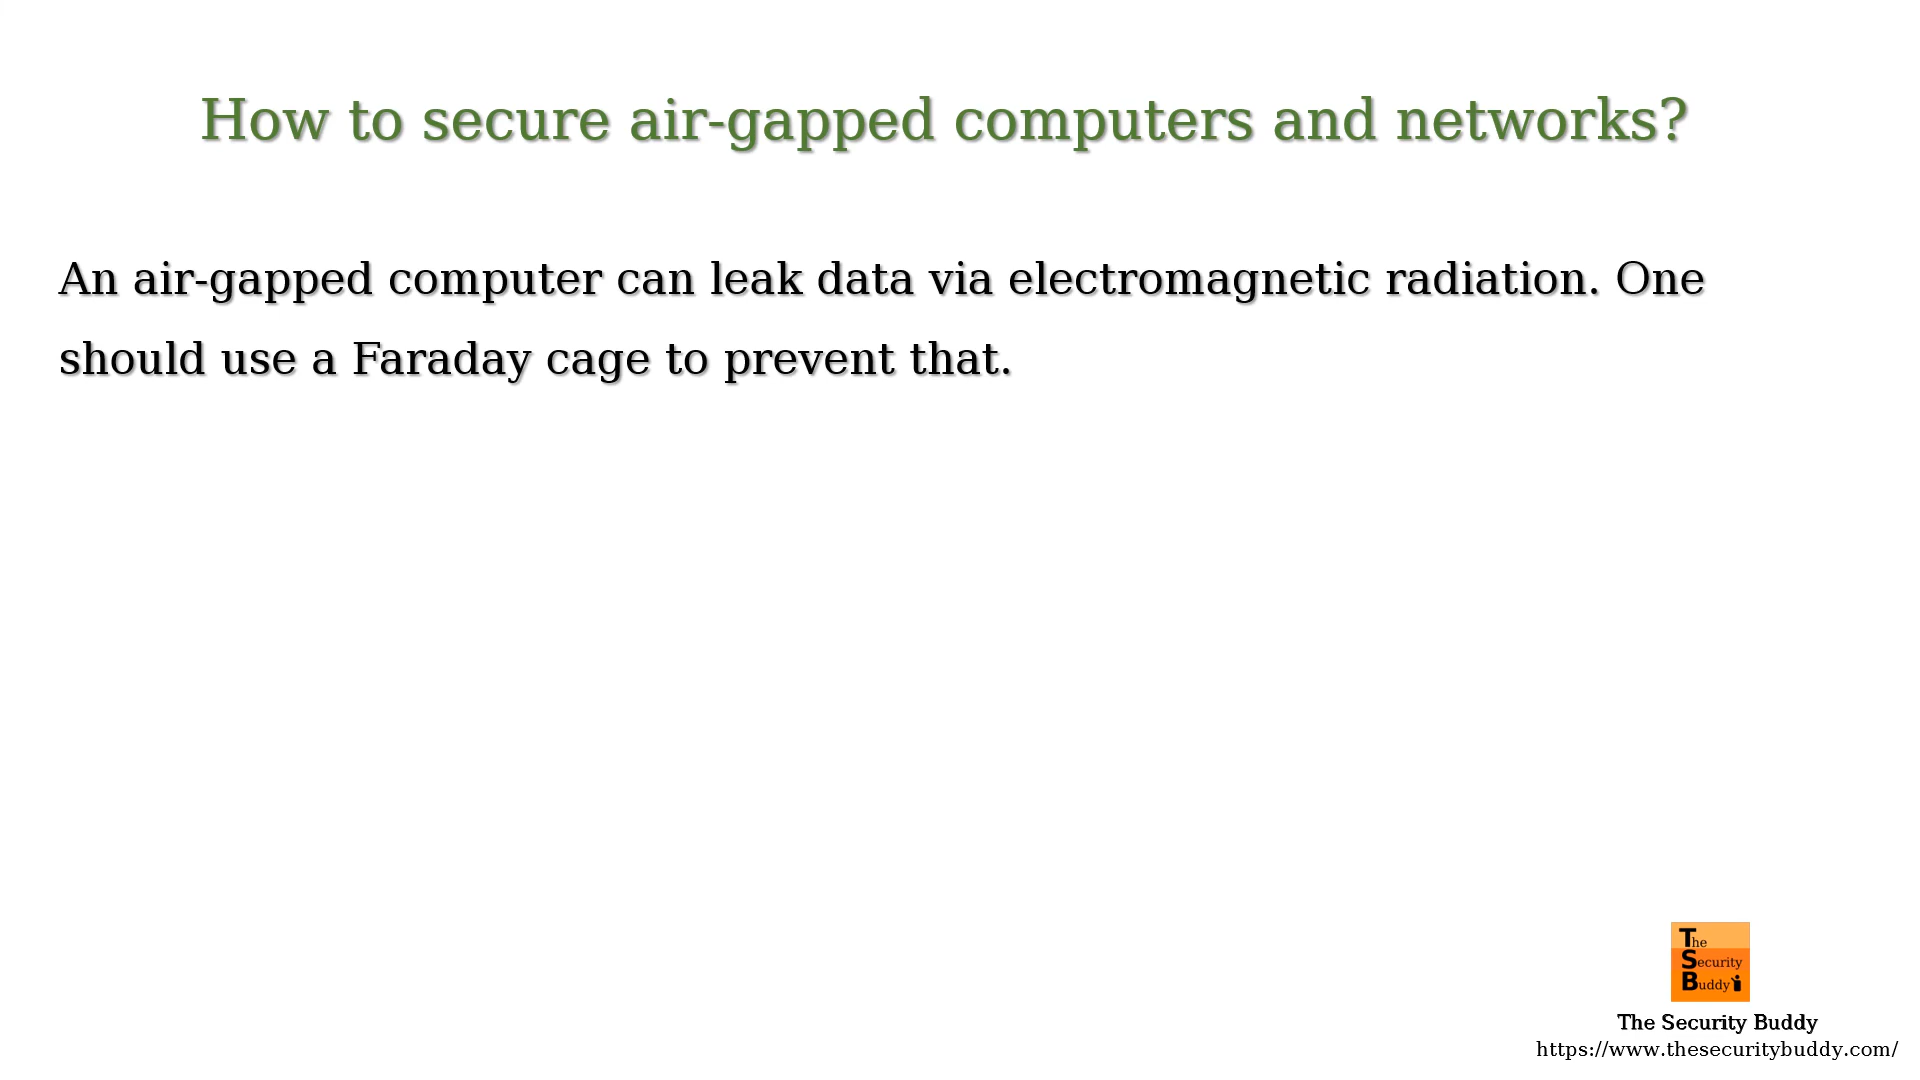 How to secure air-gapped computers and networks?
An air-gapped computer can leak data via electromagnetic radiation. One
should use a Faraday cage to prevent that.
The
Security
Buddy
The Security Buddy
https://www.thesecuritybuddy.com/